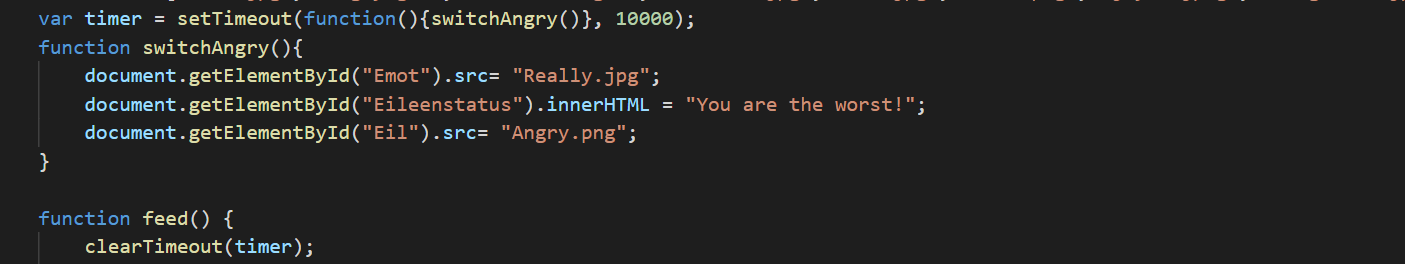 var timer = setTimeout(function(){switchAngry()}, 10000);
function switchAngry(){
    document.getElementById("Emot").src= "Really.jpg";
    document.getElementById("Eileenstatus").innerHTML = "You are the worst!";
    document.getElementById("Eil").src= "Angry.png";
}

function feed() {
    clearTimeout(timer);